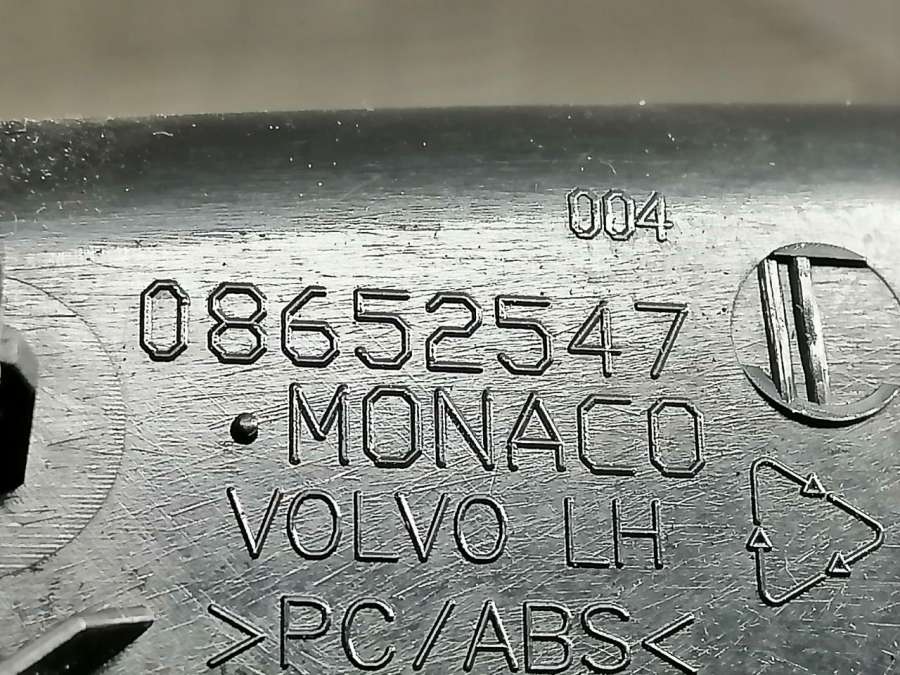 004
08652547
MONACO
VOLVO LH
>PC/ABS<